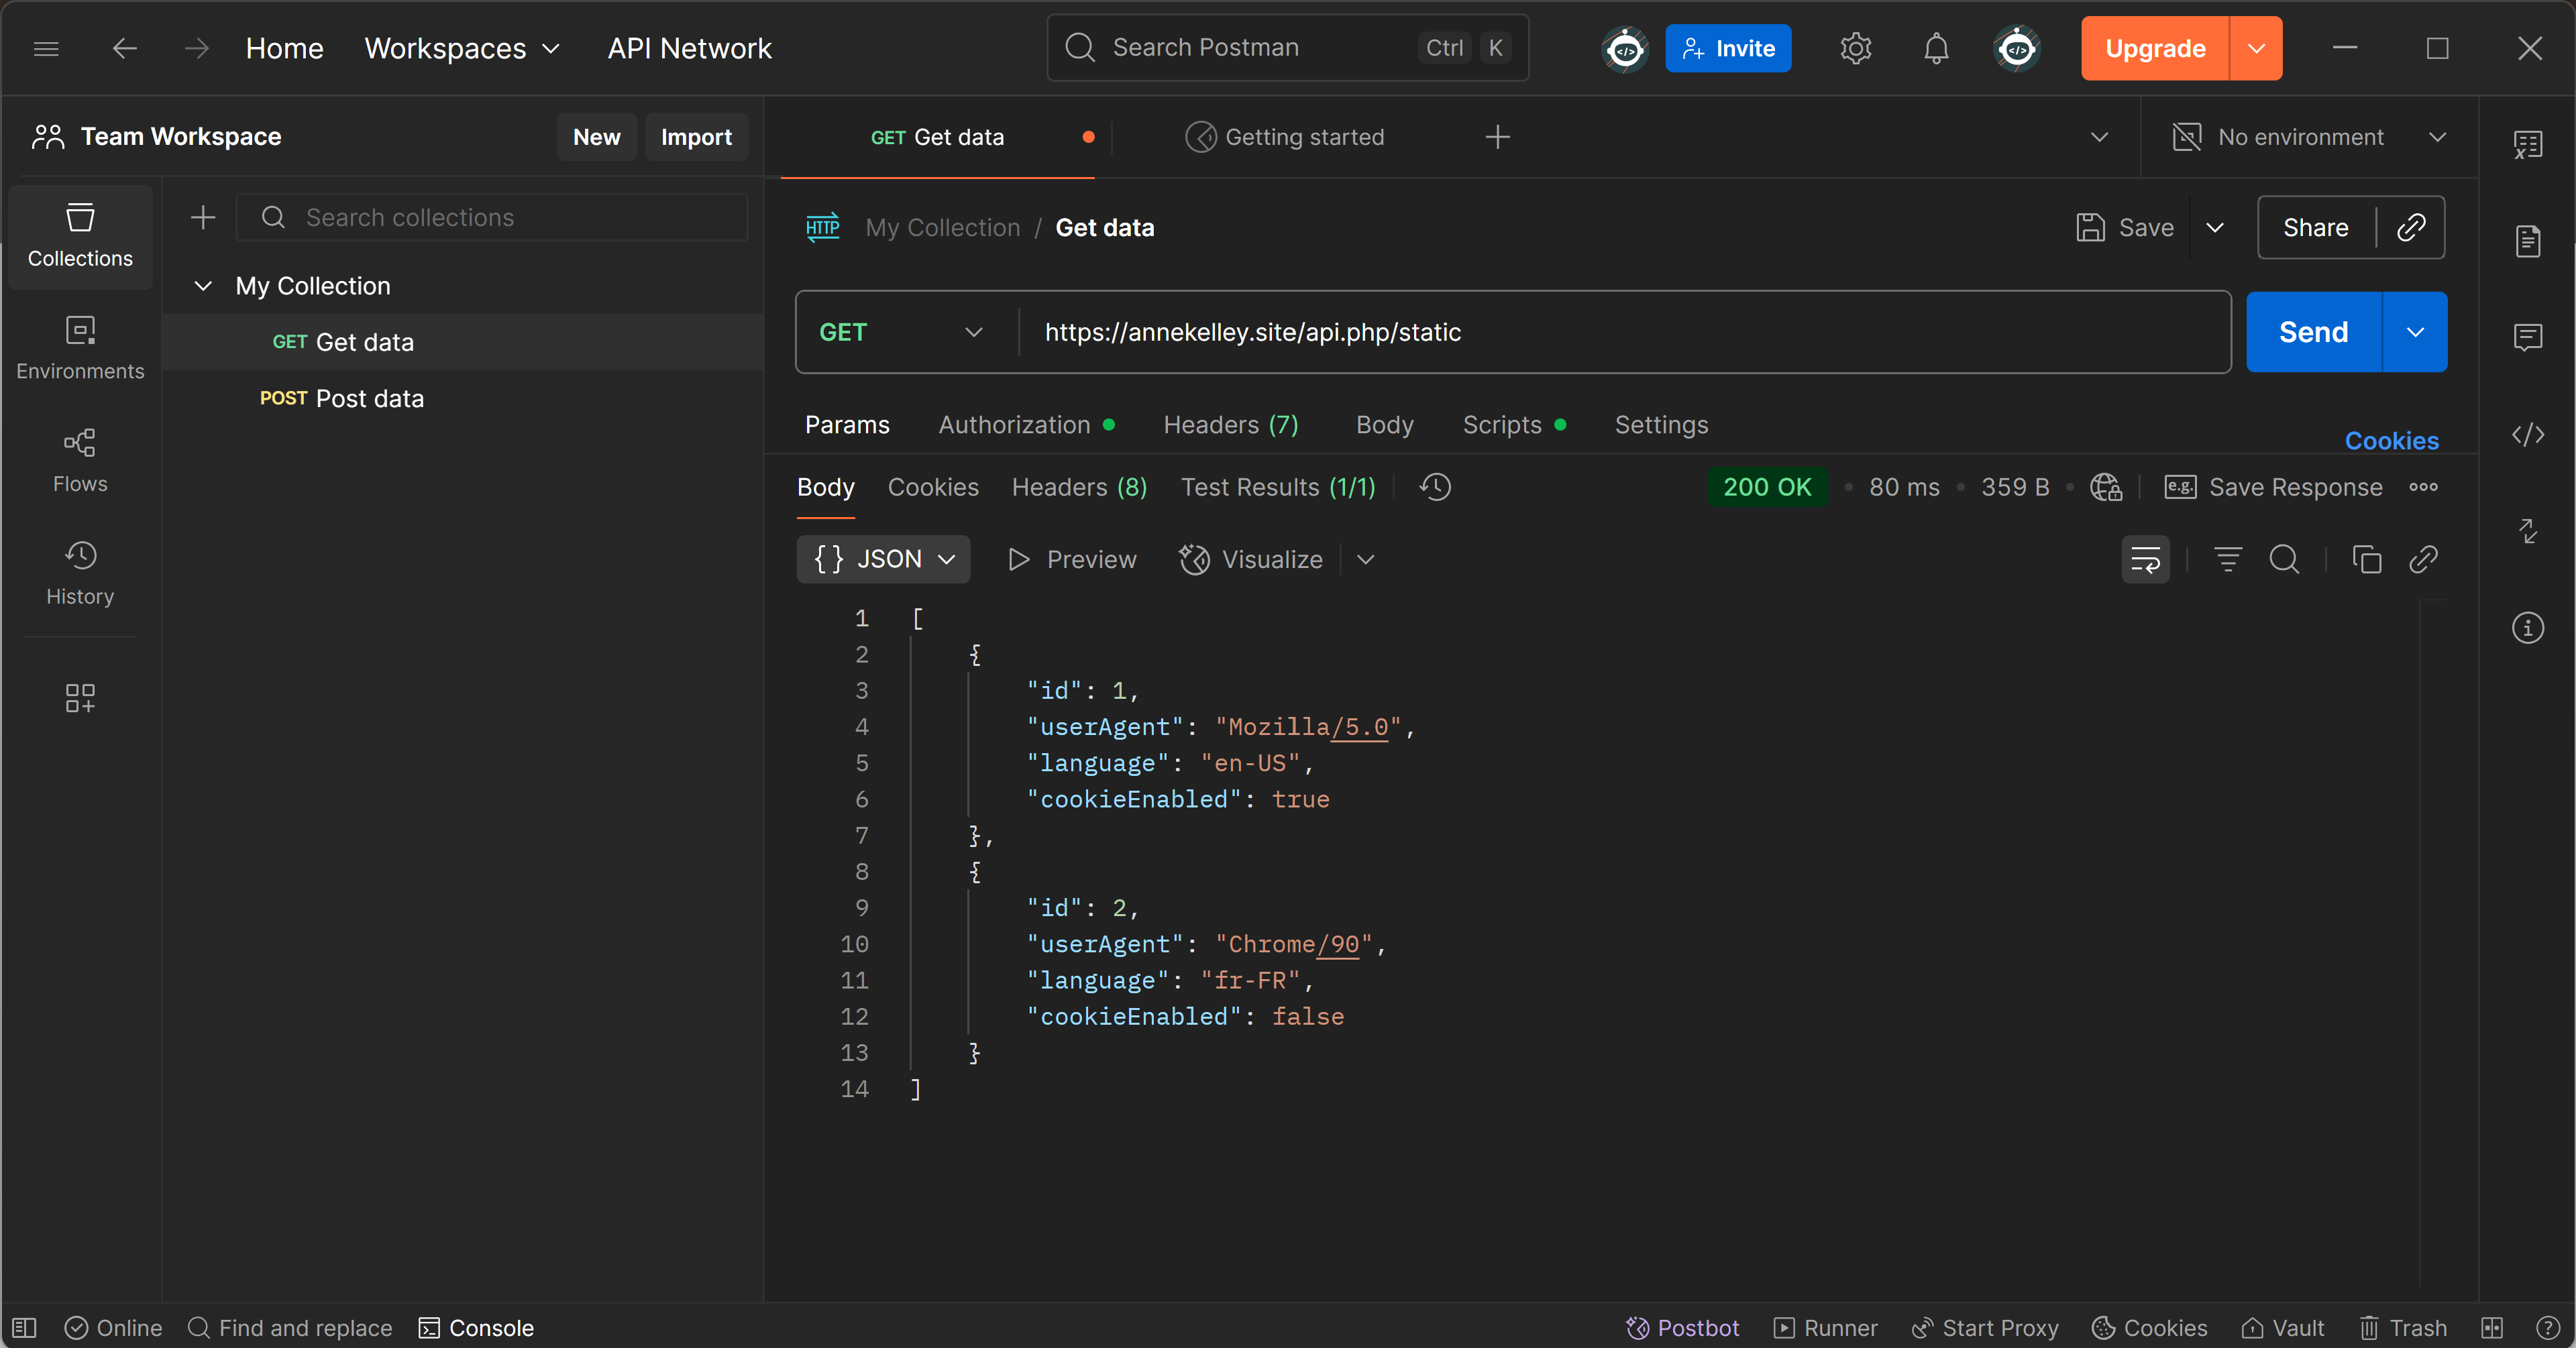 Home Workspaces API Network Search Postman Ctrl K Invite Upgrade
Team Workspace New Import
GET Get data Getting started No environment
Collections
Environments
Flows
History
Search collections
My Collection
GET Get data
POST Post data
HTTP My Collection / Get data Save Share
GET https://annekelley.site/api.php/static Send
Params Authorization Headers (7) Body Scripts Settings Cookies
Body Cookies Headers (8) Test Results (1/1) 200 OK 80 ms 359 B e.g. Save Response
{} JSON Preview Visualize
1 [
2 {
3 "id": 1,
4 "userAgent": "Mozilla/5.0",
5 "language": "en-US",
6 "cookieEnabled": true
7 },
8 {
9 "id": 2,
10 "userAgent": "Chrome/90",
11 "language": "fr-FR",
12 "cookieEnabled": false
13 }
14 ]
Online Find and replace Console Postbot Runner Start Proxy Cookies Vault Trash